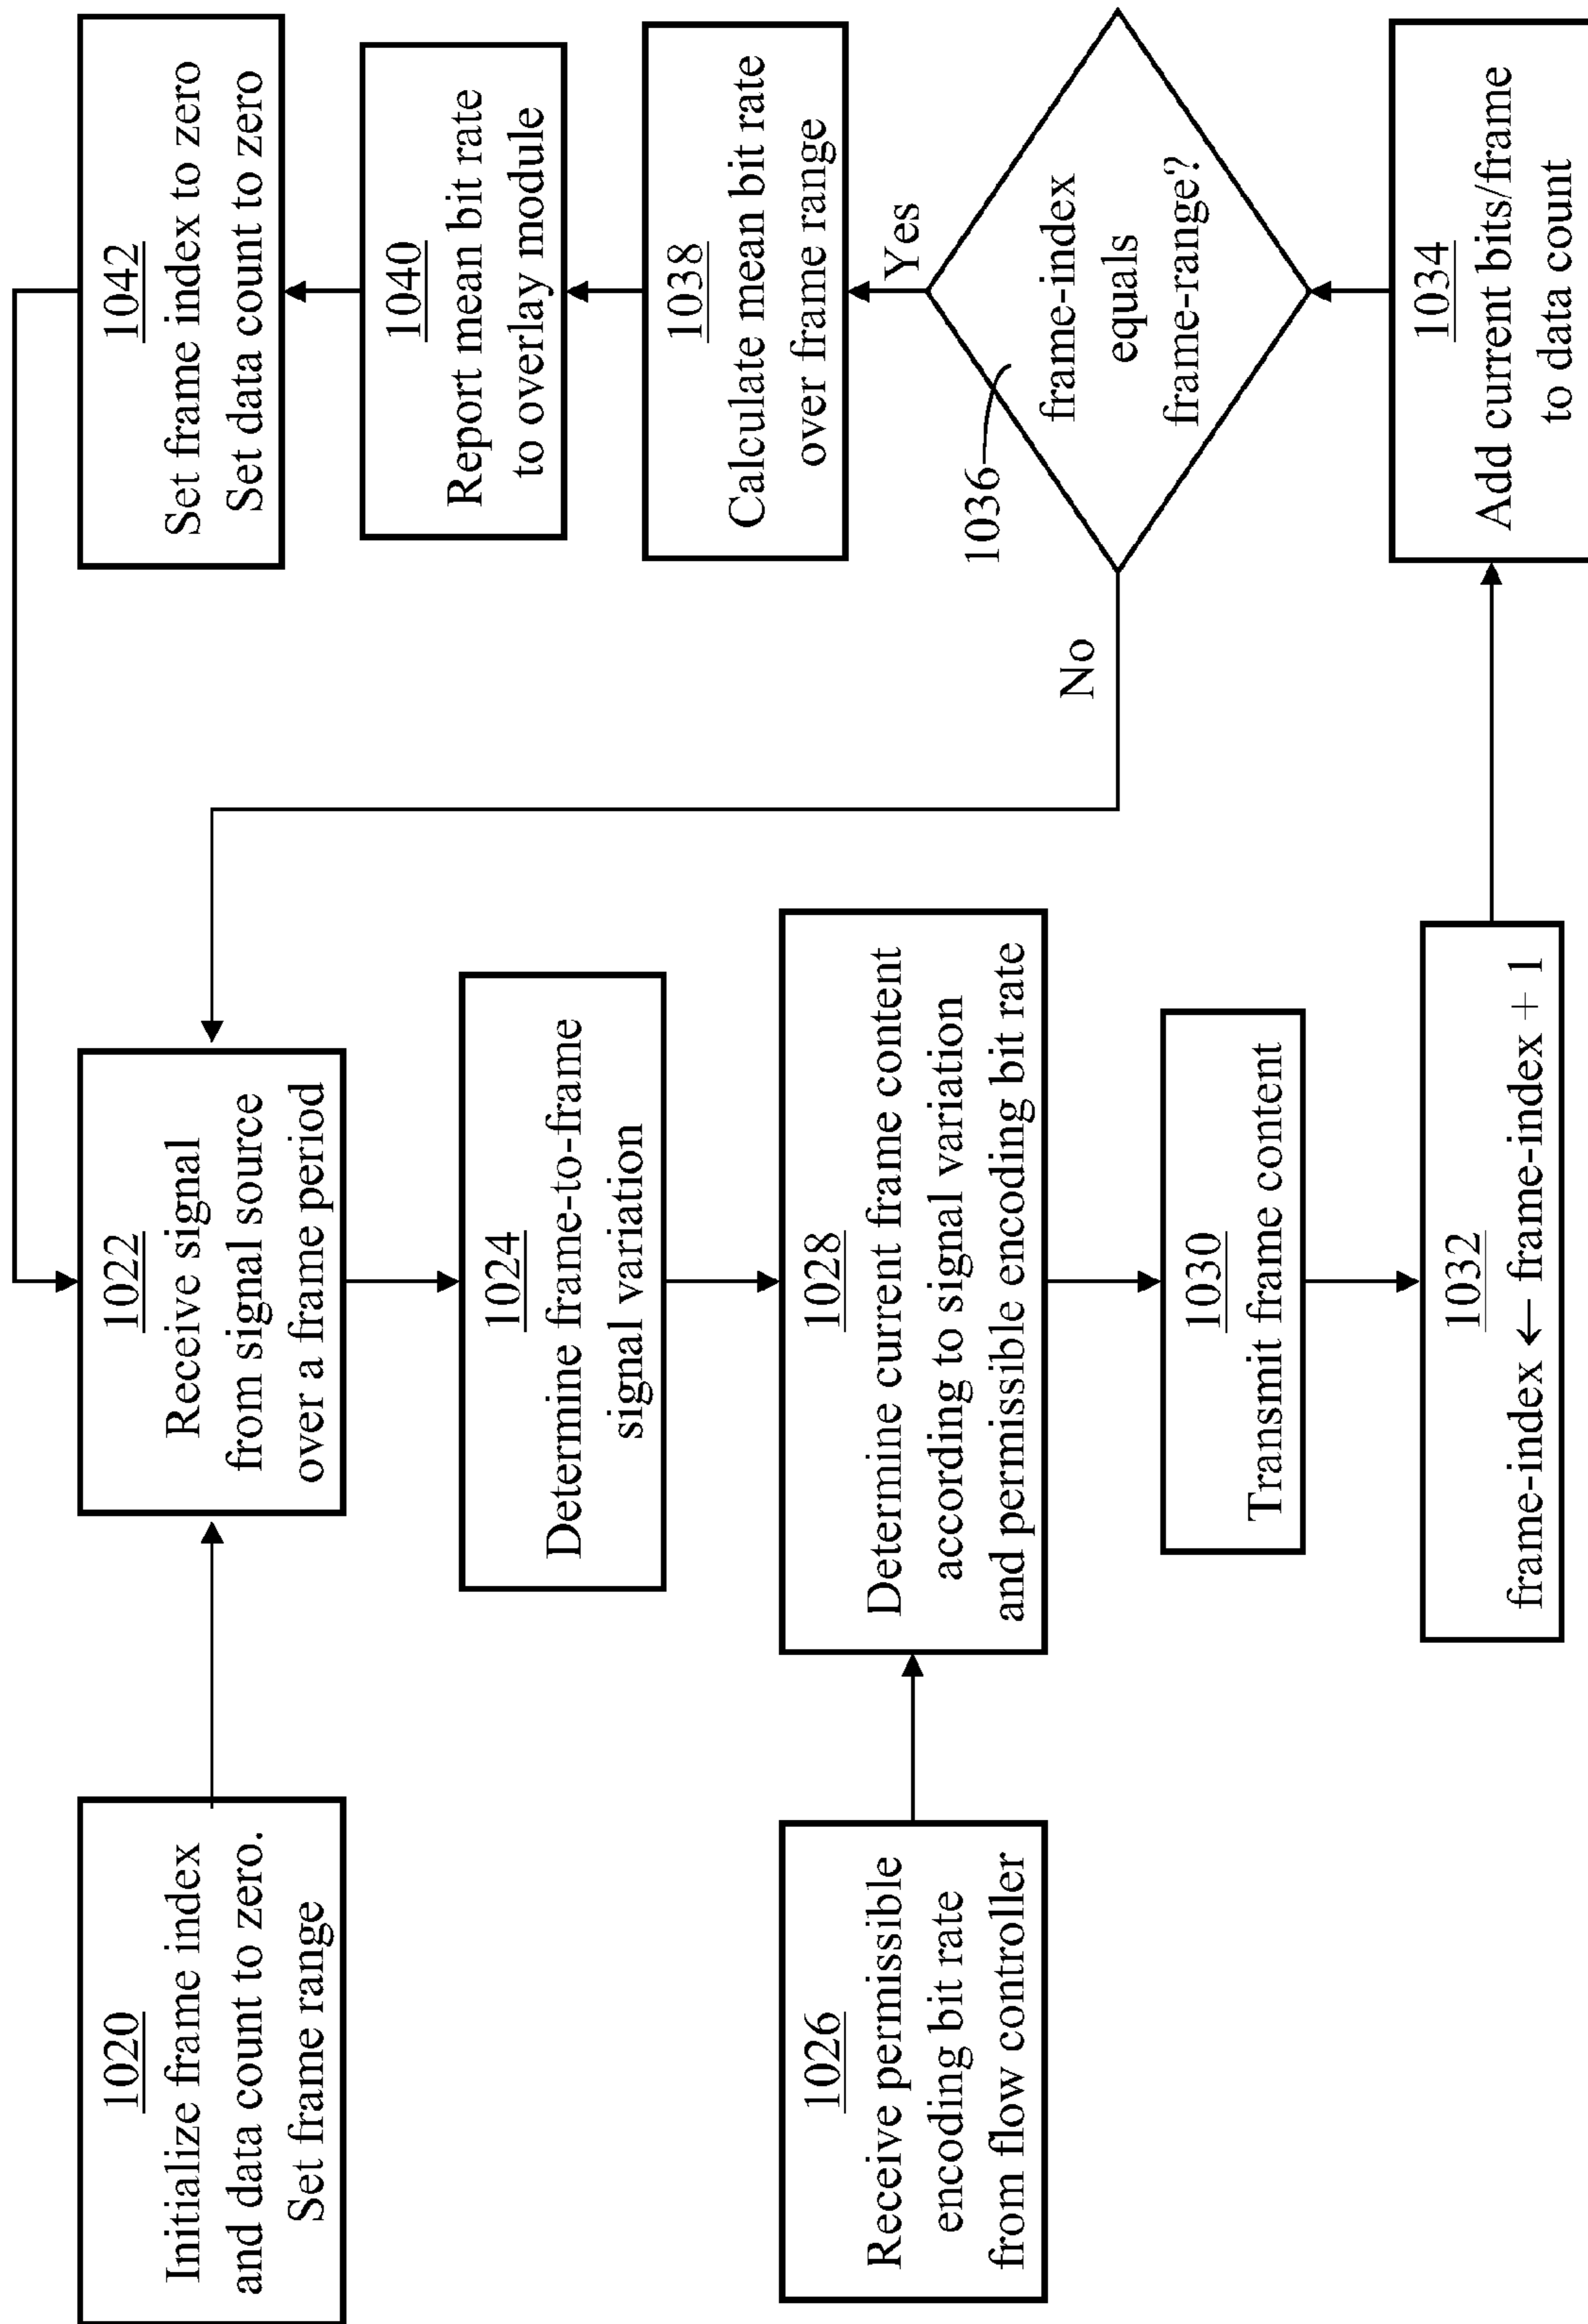 1020
Initialize frame index
and data count to zero.
Set frame range
1022
Receive signal
from signal source
over a frame period
1024
Determine frame-to-frame
signal variation
1026
Receive permissible
encoding bit rate
from flow controller
1028
Determine current frame content
according to signal variation
and permissible encoding bit rate
1030
Transmit frame content
1032
frame-index ← frame-index + 1
1034
Add current bits/frame
to data count
1036
frame-index
equals
frame-range?
No
Yes
1038
Calculate mean bit rate
over frame range
1040
Report mean bit rate
to overlay module
1042
Set frame index to zero
Set data count to zero